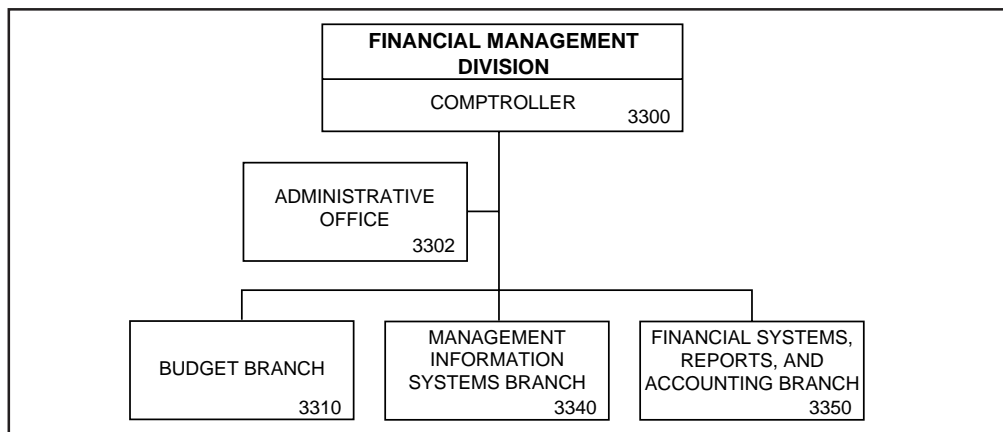 FINANCIAL MANAGEMENT
DIVISION
COMPTROLLER
3300
ADMINISTRATIVE
OFFICE
3302
BUDGET BRANCH
3310
MANAGEMENT
INFORMATION
SYSTEMS BRANCH
3340
FINANCIAL SYSTEMS,
REPORTS, AND
ACCOUNTING BRANCH
3350